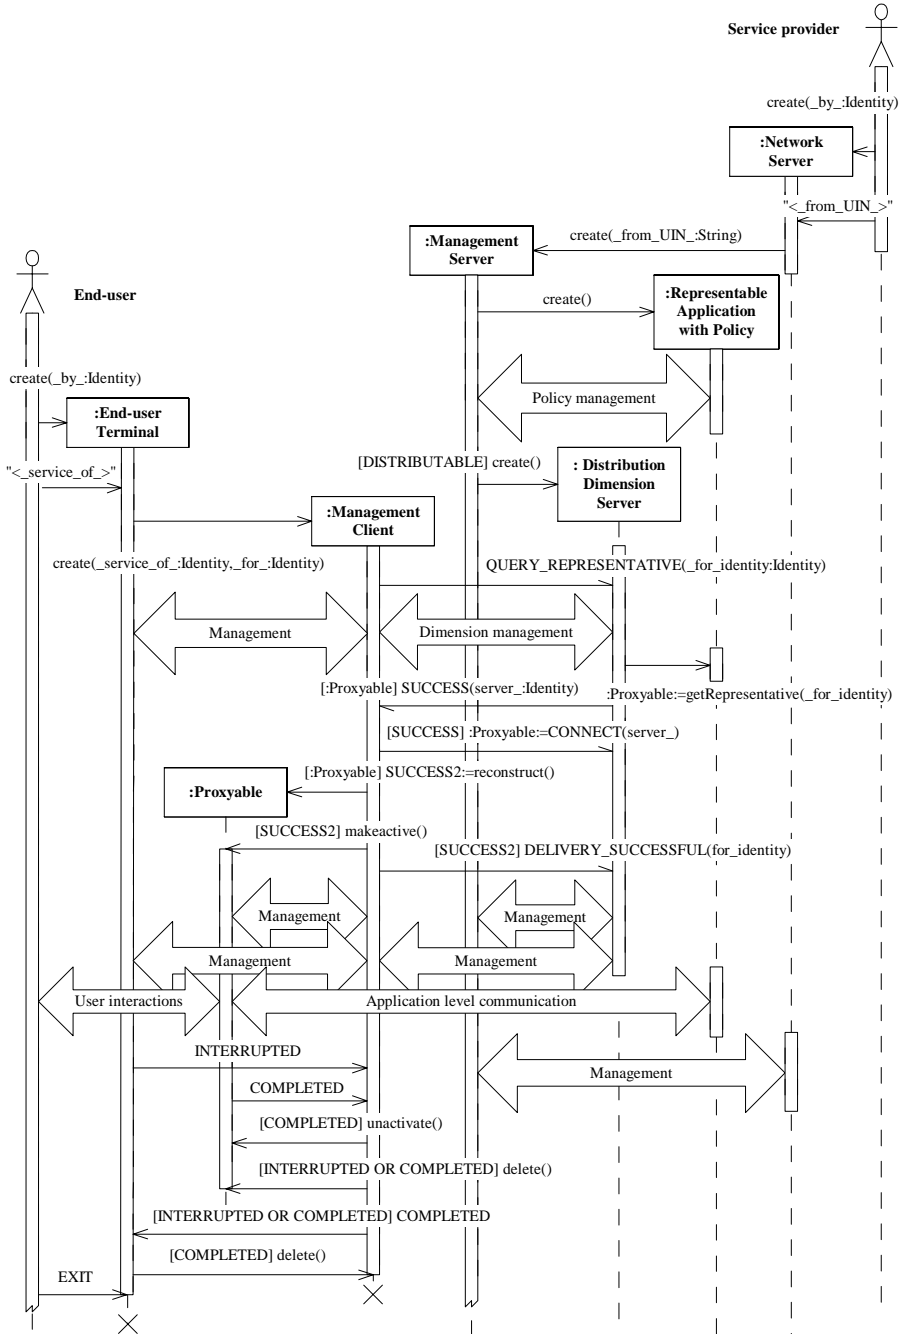 Service provider
create(_by_:Identity)
:Network
Server
"<_from_UIN_>"
create(_from_UIN_:String)
:Management
Server
End-user
create()
:Representable
Application
with Policy
create(_by_:Identity)
Policy management
:End-user
Terminal
[DISTRIBUTABLE] create()
: Distribution
Dimension
Server
"<_service_of_>"
:Management
Client
create(_service_of_:Identity,_for_:Identity)
QUERY_REPRESENTATIVE(_for_identity:Identity)
Management
Dimension management
[:Proxyable] SUCCESS(server_:Identity)
:Proxyable:=getRepresentative(_for_identity)
[SUCCESS] :Proxyable:=CONNECT(server_)
[:Proxyable] SUCCESS2:=reconstruct()
:Proxyable
[SUCCESS2] makeactive()
[SUCCESS2] DELIVERY_SUCCESSFUL(for_identity)
Management
Management
Management
Management
User interactions
Application level communication
INTERRUPTED
Management
COMPLETED
[COMPLETED] unactivate()
[INTERRUPTED OR COMPLETED] delete()
[INTERRUPTED OR COMPLETED] COMPLETED
[COMPLETED] delete()
EXIT